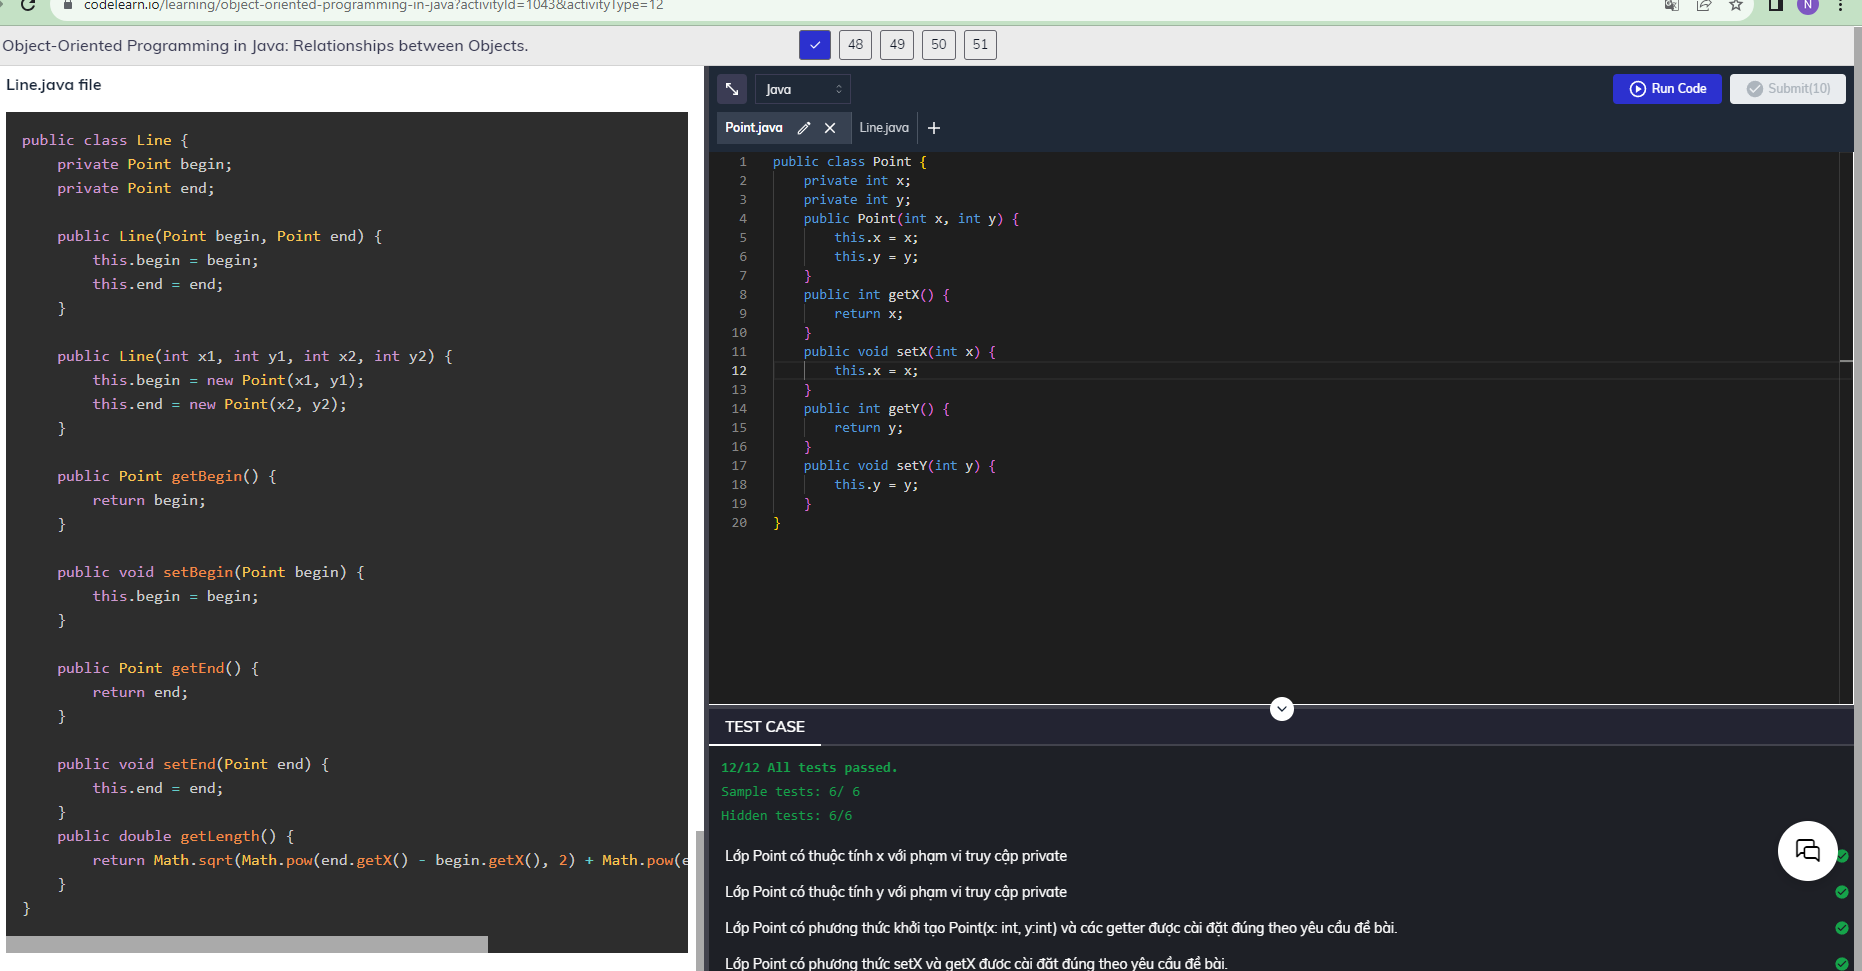 codelearn.io/learning/object-oriented-programming-in-java?activityId=1043&activityType=12
N
Object-Oriented Programming in Java: Relationships between Objects.
48 49 50 51
Line.java file
public class Line {
private Point begin;
private Point end;
public Line(Point begin, Point end) {
this.begin = begin;
this.end = end;
}
public Line(int x1, int y1, int x2, int y2) {
this.begin = new Point(x1, y1);
this.end = new Point(x2, y2);
}
public Point getBegin() {
return begin;
}
public void setBegin(Point begin) {
this.begin = begin;
}
public Point getEnd() {
return end;
}
public void setEnd(Point end) {
this.end = end;
}
public double getLength() {
return Math.sqrt(Math.pow(end.getX() - begin.getX(), 2) + Math.pow(e
}
}
Java
Run Code
Submit(10)
Point.java
Line.java
1 public class Point {
2 private int x;
3 private int y;
4 public Point(int x, int y) {
5 this.x = x;
6 this.y = y;
7 }
8 public int getX() {
9 return x;
10 }
11 public void setX(int x) {
12 this.x = x;
13 }
14 public int getY() {
15 return y;
16 }
17 public void setY(int y) {
18 this.y = y;
19 }
20 }
TEST CASE
12/12 All tests passed.
Sample tests: 6/ 6
Hidden tests: 6/6
Lớp Point có thuộc tính x với phạm vi truy cập private
Lớp Point có thuộc tính y với phạm vi truy cập private
Lớp Point có phương thức khởi tạo Point(x: int, y:int) và các getter được cài đặt đúng theo yêu cầu đề bài.
Lớp Point có phương thức setX và getX được cài đặt đúng theo yêu cầu đề bài.